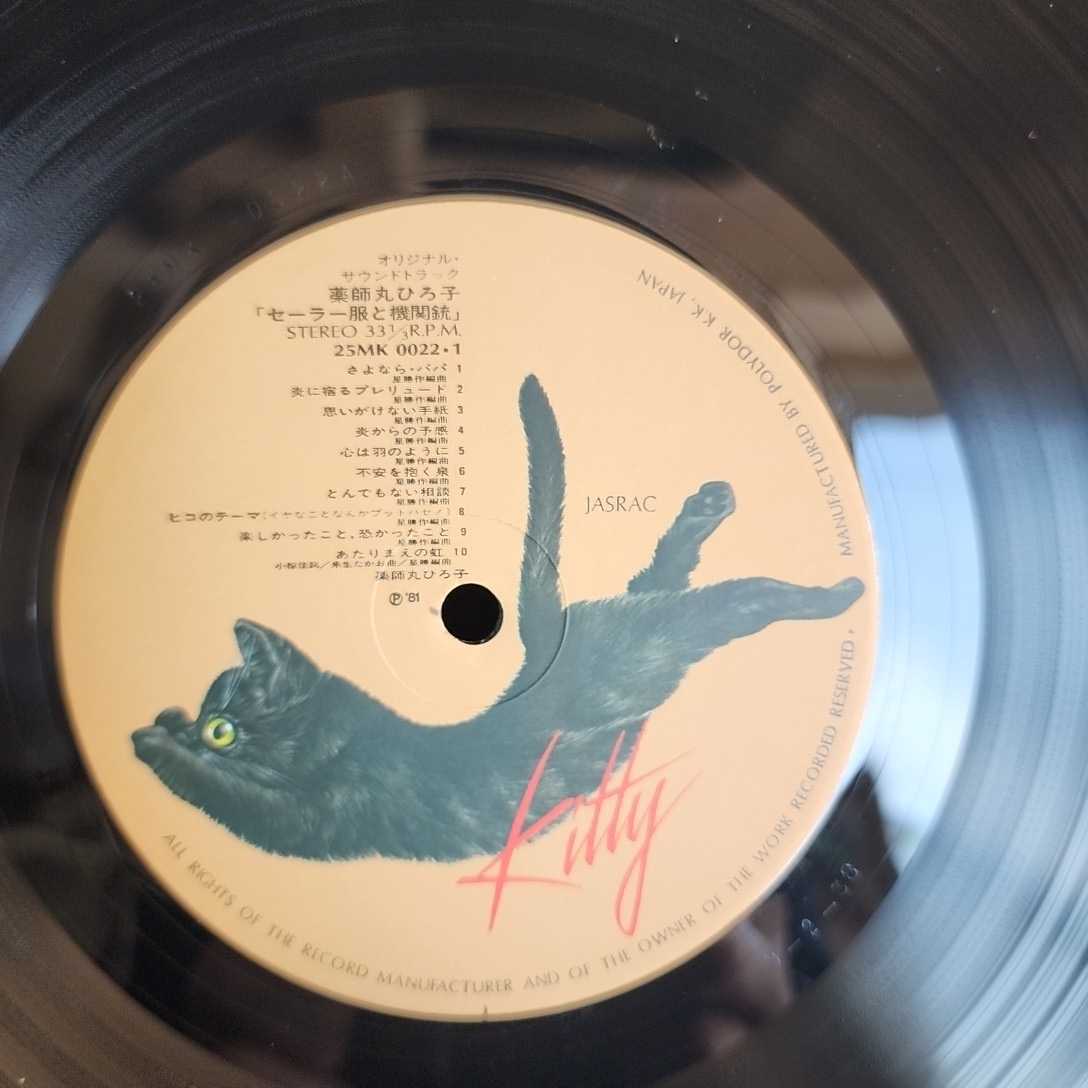 オリジナル・
サウンドトラック
薬師丸ひろ子
「セーラー服と機関銃」
STEREO 33⅓R.P.M.
25MK 0022・1
さよなら・パパ 1
星勝作編曲
炎に宿るプレリュード 2
星勝作編曲
思いがけない手紙 3
星勝作編曲
炎からの予感 4
星勝作編曲
心は羽のように 5
星勝作編曲
不安を抱く泉 6
星勝作編曲
とんでもない相談 7
星勝作編曲
ヒコのテーマ(イヤなことなんかブットバセ!) 8
星勝作編曲
楽しかったこと、恐かったこと 9
星勝作編曲
あたりまえの虹 10
星勝編曲
薬師丸ひろ子
Ⓟ '81
JASRAC
Kitty
ALL RIGHTS OF THE RECORD MANUFACTURER AND OF THE OWNER OF THE WORK RECORDED RESERVED, MANUFACTURED BY POLYDOR K.K., JAPAN